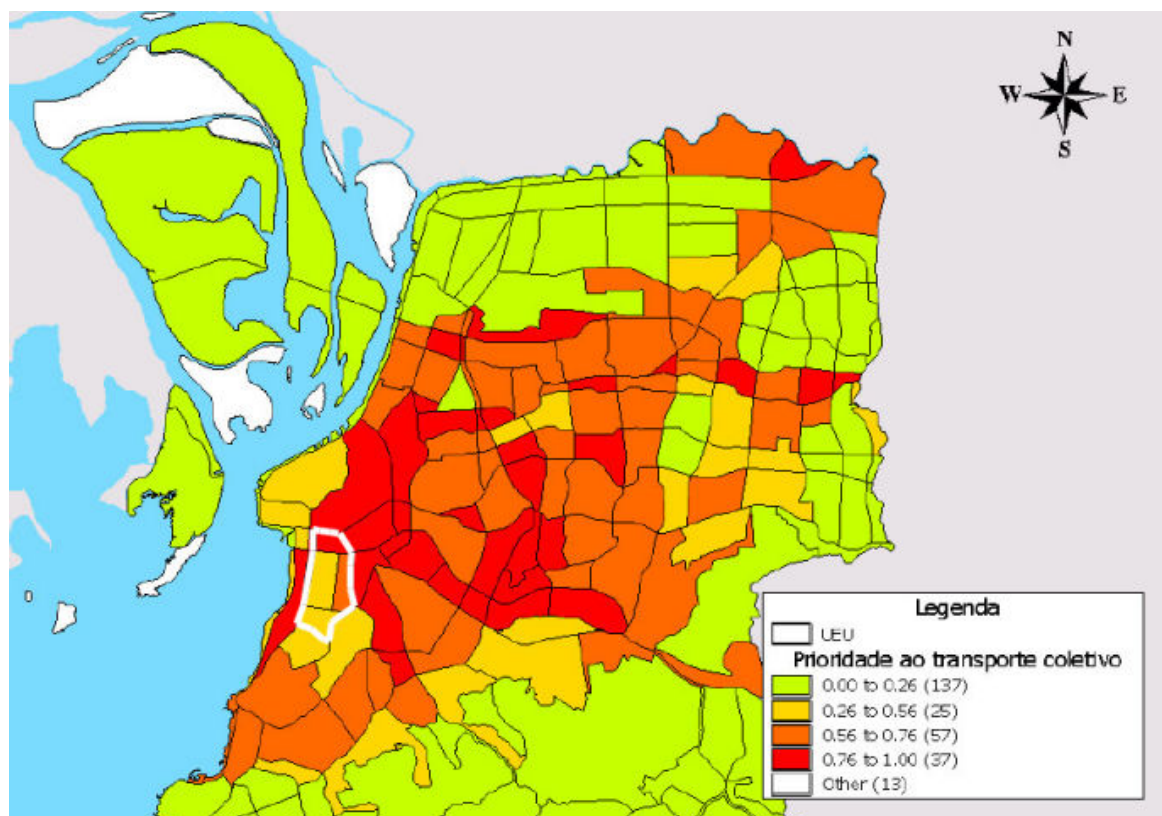 N
W E
S
Legenda
UEU
Prioridade ao transporte coletivo
0.00 to 0.26 (137)
0.26 to 0.56 (25)
0.56 to 0.76 (57)
0.76 to 1.00 (37)
Other (13)